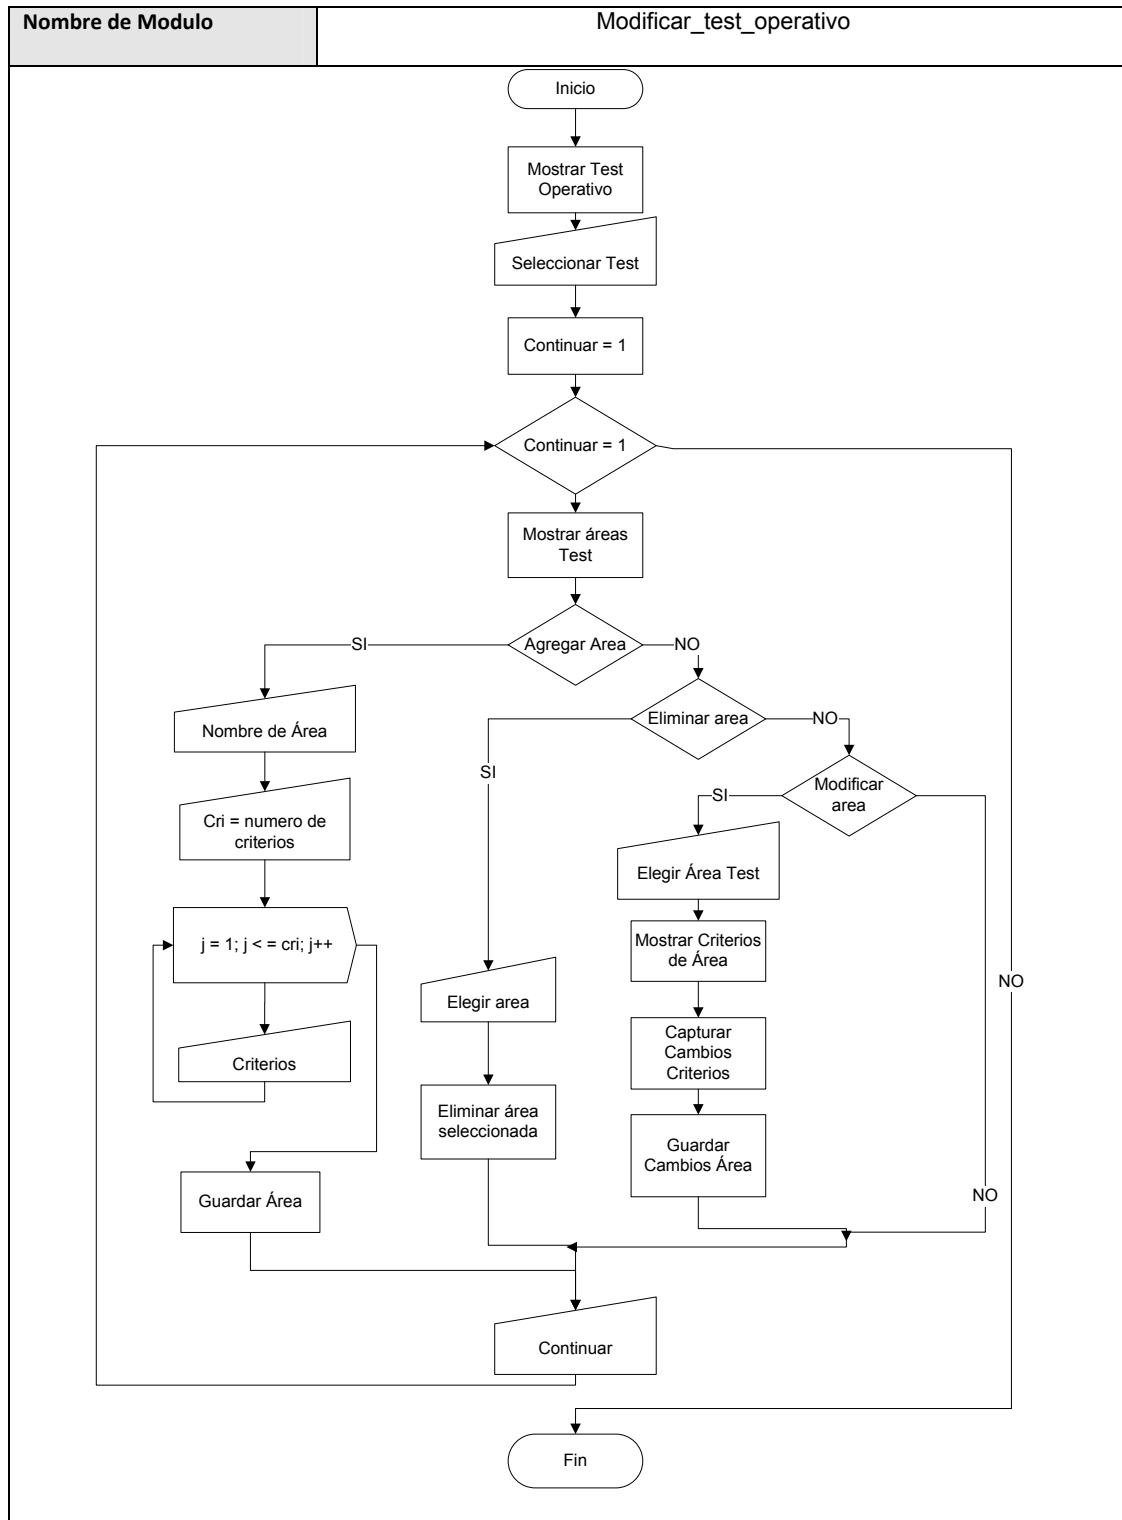 Nombre de Modulo
Modificar_test_operativo
Inicio
Mostrar Test
Operativo
Seleccionar Test
Continuar = 1
Continuar = 1
Mostrar áreas
Test
Agregar Area
SI
NO
Nombre de Área
Eliminar area
NO
SI
Modificar
area
SI
Cri = numero de
criterios
Elegir Área Test
j = 1; j < = cri; j++
Mostrar Criterios
de Área
NO
Elegir area
Criterios
Capturar
Cambios
Criterios
Eliminar área
seleccionada
Guardar
Cambios Área
NO
Guardar Área
Continuar
Fin